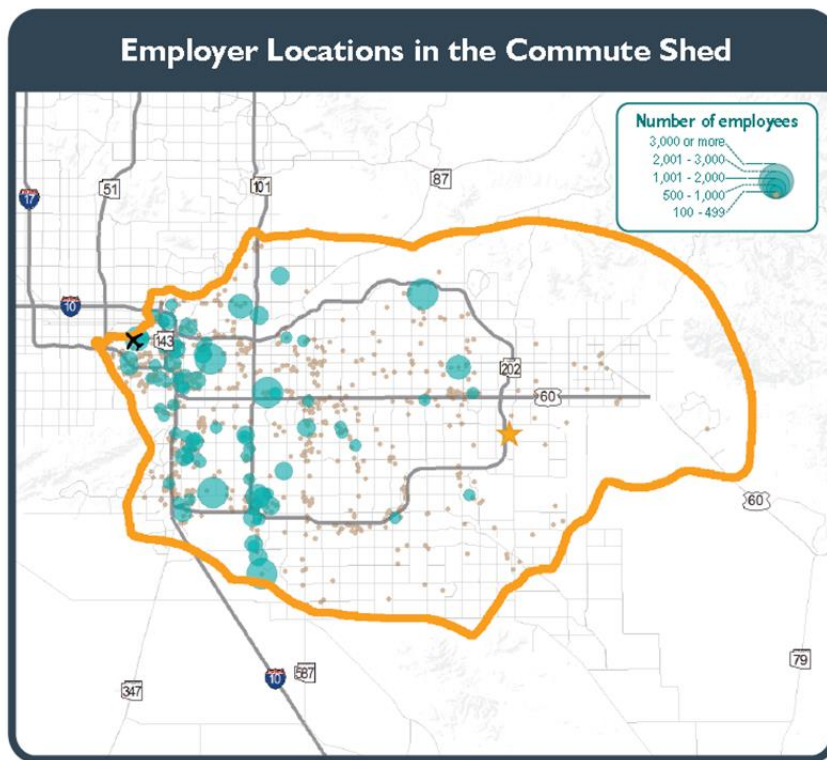 Employer Locations in the Commute Shed
Number of employees
3,000 or more
2,001 - 3,000
1,001 - 2,000
500 - 1,000
100 - 499
87
51
101
17
10
143
202
60
60
79
587
10
347